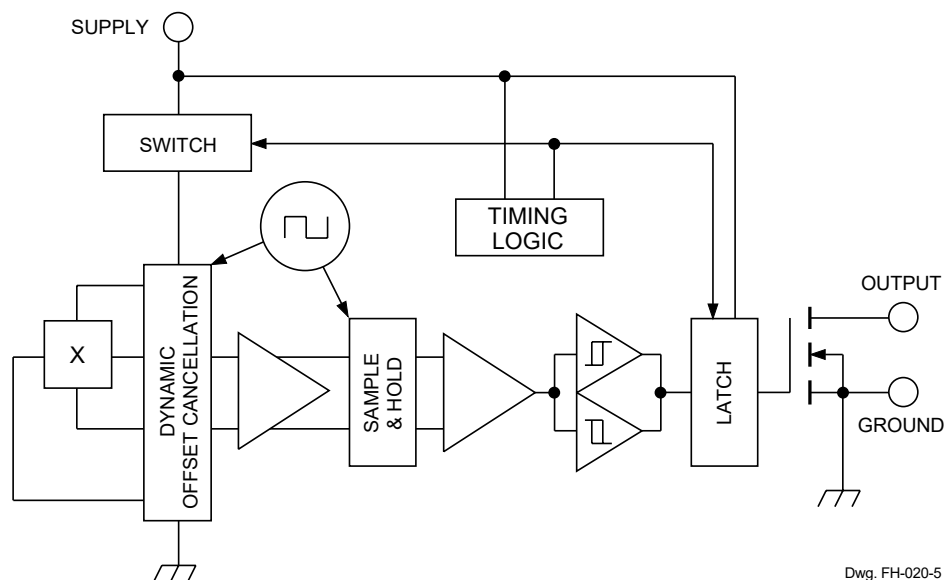 SUPPLY
SWITCH
TIMING
LOGIC
X
DYNAMIC
OFFSET CANCELLATION
SAMPLE
& HOLD
LATCH
OUTPUT
GROUND
Dwg. FH-020-5